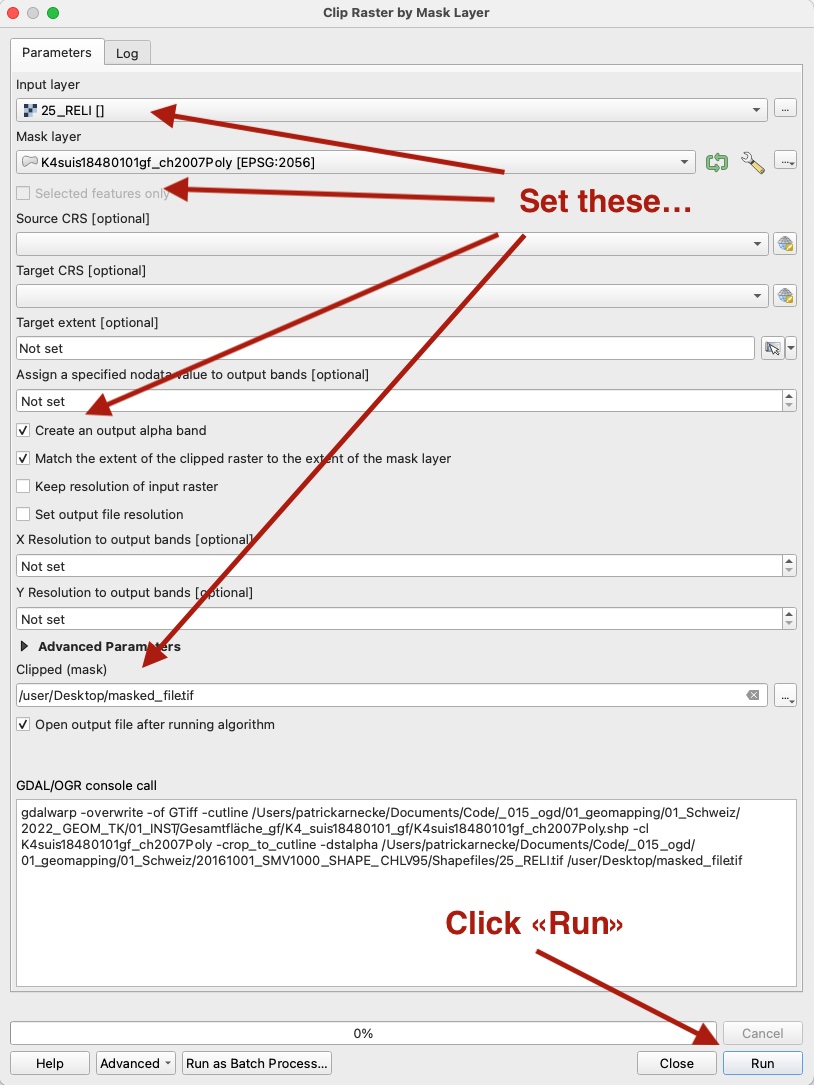 Clip Raster by Mask Layer
Parameters
Log
Input layer
25_RELI []
...
Mask layer
K4suis18480101gf_ch2007Poly [EPSG:2056]
...
Selected features only
Set these...
Source CRS [optional]
Target CRS [optional]
Target extent [optional]
Not set
Assign a specified nodata value to output bands [optional]
Not set
Create an output alpha band
Match the extent of the clipped raster to the extent of the mask layer
Keep resolution of input raster
Set output file resolution
X Resolution to output bands [optional]
Not set
Y Resolution to output bands [optional]
Not set
Advanced Parameters
Clipped (mask)
/user/Desktop/masked_file.tif
...
Open output file after running algorithm
GDAL/OGR console call
gdalwarp -overwrite -of GTiff -cutline /Users/patrickarnecke/Documents/Code/_015_ogd/01_geomapping/01_Schweiz/
2022_GEOM_TK/01_INST/Gesamtfläche_gf/K4_suis18480101_gf/K4suis18480101gf_ch2007Poly.shp -cl
K4suis18480101gf_ch2007Poly -crop_to_cutline -dstalpha /Users/patrickarnecke/Documents/Code/_015_ogd/
01_geomapping/01_Schweiz/20161001_SMV1000_SHAPE_CHLV95/Shapefiles/25_RELI.tif /user/Desktop/masked_file.tif
Click «Run»
0%
Cancel
Help
Advanced
Run as Batch Process...
Close
Run